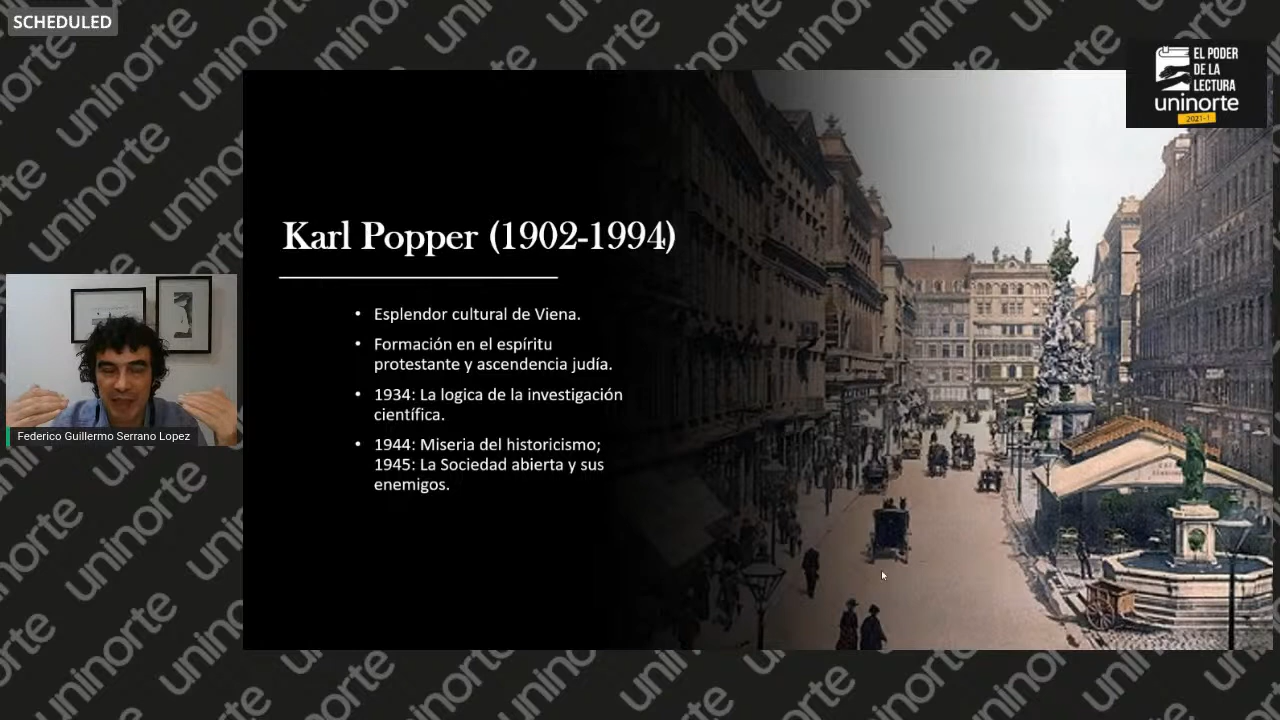 SCHEDULED
EL PODER
DE LA
LECTURA
uninorte
2021-1
Karl Popper (1902-1994)
• Esplendor cultural de Viena.
• Formación en el espíritu
protestante y ascendencia judía.
• 1934: La logica de la investigación
científica.
• 1944: Miseria del historicismo;
1945: La Sociedad abierta y sus
enemigos.
Federico Guillermo Serrano Lopez
uninorte